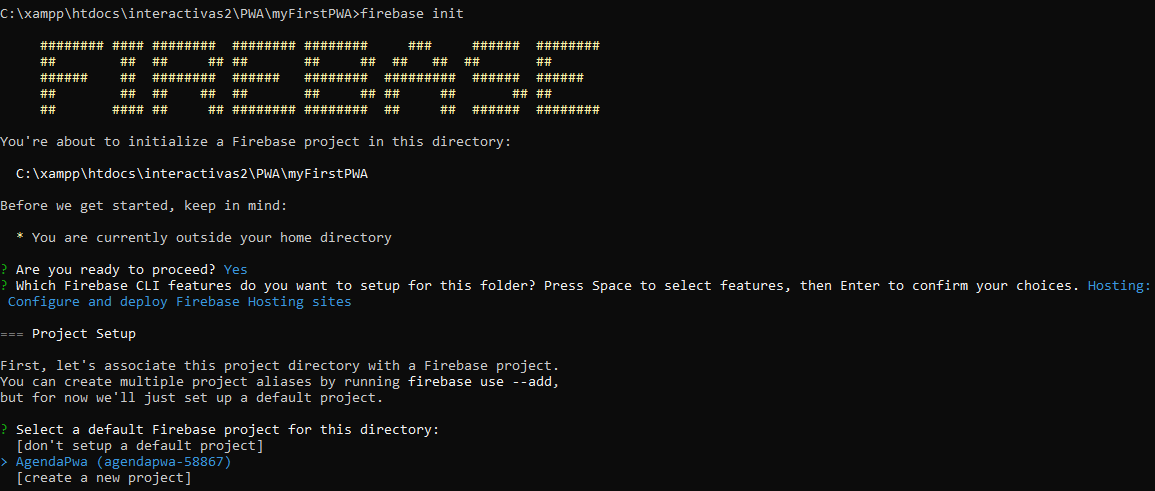 C:\xampp\htdocs\interactivas2\PWA\myFirstPWA>firebase init
FIREBASE
You're about to initialize a Firebase project in this directory:
C:\xampp\htdocs\interactivas2\PWA\myFirstPWA
Before we get started, keep in mind:
* You are currently outside your home directory
? Are you ready to proceed? Yes
? Which Firebase CLI features do you want to setup for this folder? Press Space to select features, then Enter to confirm your choices. Hosting:
Configure and deploy Firebase Hosting sites
=== Project Setup
First, let's associate this project directory with a Firebase project.
You can create multiple project aliases by running firebase use --add,
but for now we'll just set up a default project.
? Select a default Firebase project for this directory:
[don't setup a default project]
> AgendaPwa (agendapwa-58867)
[create a new project]